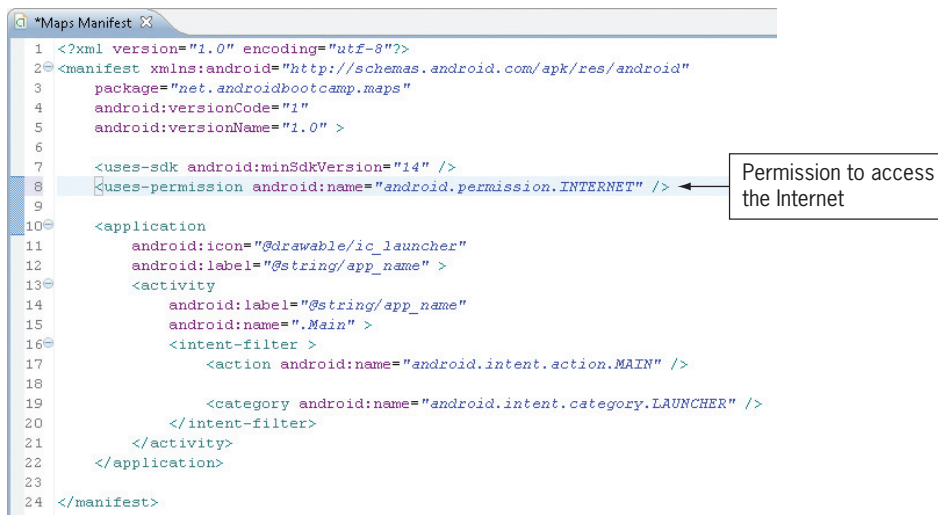 *Maps Manifest
1 <?xml version="1.0" encoding="utf-8"?>
2 <manifest xmlns:android="http://schemas.android.com/apk/res/android"
3     package="net.androidbootcamp.maps"
4     android:versionCode="1"
5     android:versionName="1.0" >
6
7     <uses-sdk android:minSdkVersion="14" />
8     <uses-permission android:name="android.permission.INTERNET" />
Permission to access
the Internet
9
10     <application
11         android:icon="@drawable/ic_launcher"
12         android:label="@string/app_name" >
13         <activity
14             android:label="@string/app_name"
15             android:name=".Main" >
16             <intent-filter >
17                 <action android:name="android.intent.action.MAIN" />
18
19                 <category android:name="android.intent.category.LAUNCHER" />
20             </intent-filter>
21         </activity>
22     </application>
23
24 </manifest>